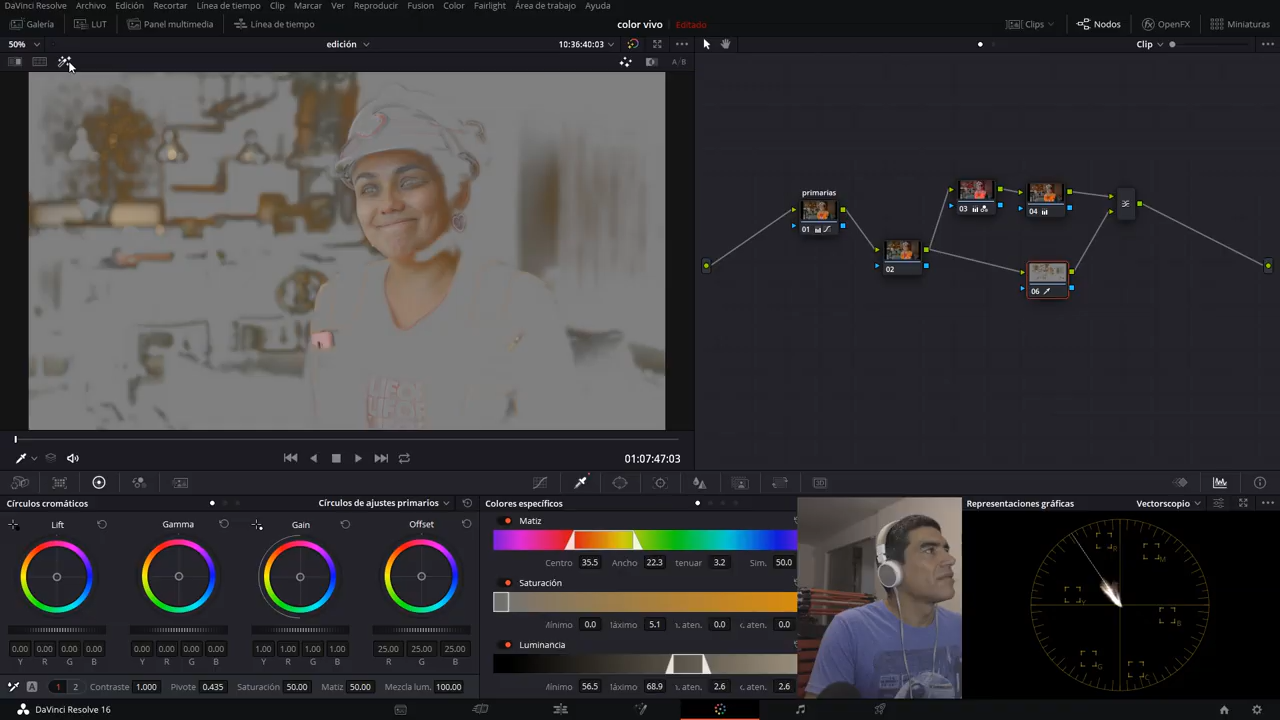 DaVinci Resolve Archivo Edición Recortar Línea de tiempo Clip Marcar Ver Reproducir Fusion Color Fairlight Área de trabajo Ayuda
Galería LUT Panel multimedia Línea de tiempo color vivo Editado Clips Nodos OpenFX Miniaturas
50% edición 10:36:40:03 Clip
A/B
primarias
01
03
04
02
06
01:07:47:03
Círculos cromáticos Círculos de ajustes primarios Colores específicos Representaciones gráficas Vectorscopio
Lift Gamma Gain Offset
Matiz
Centro 35.5 Ancho 22.3 tenuar 3.2 Sim. 50.0
Saturación
/ínimo 0.0 láximo 5.1 :. aten. 0.0 :. aten. 0.0
Luminancia
/ínimo 56.5 láximo 68.9 :. aten. 2.6 :. aten. 2.6
0.00 0.00 0.00 0.00 0.00 0.00 0.00 0.00 1.00 1.00 1.00 1.00 25.00 25.00 25.00
Y R G B Y R G B Y R G B R G B
A 1 2 Contraste 1.000 Pivote 0.435 Saturación 50.00 Matiz 50.00 Mezcla lum. 100.00
R M B C G Y
DaVinci Resolve 16